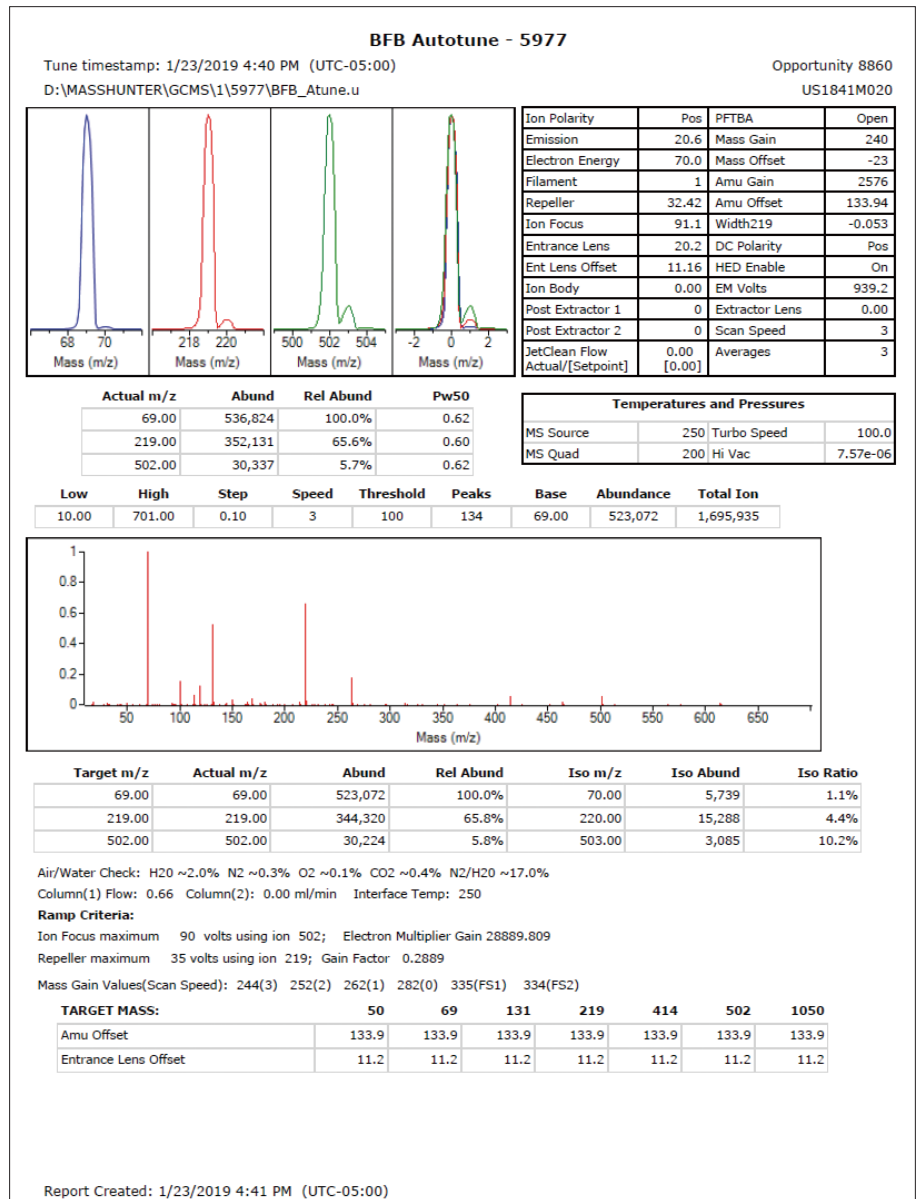 BFB Autotune - 5977
Tune timestamp: 1/23/2019 4:40 PM (UTC-05:00) Opportunity 8860
D:\MASSHUNTER\GCMS\1\5977\BFB_Atune.u US1841M020
68 70 218 220 500 502 504 -2 0 2
Mass (m/z) Mass (m/z) Mass (m/z) Mass (m/z)
Ion Polarity Pos PFTBA Open
Emission 20.6 Mass Gain 240
Electron Energy 70.0 Mass Offset -23
Filament 1 Amu Gain 2576
Repeller 32.42 Amu Offset 133.94
Ion Focus 91.1 Width219 -0.053
Entrance Lens 20.2 DC Polarity Pos
Ent Lens Offset 11.16 HED Enable On
Ion Body 0.00 EM Volts 939.2
Post Extractor 1 0 Extractor Lens 0.00
Post Extractor 2 0 Scan Speed 3
JetClean Flow 0.00 Averages 3
Actual/[Setpoint] [0.00]
Actual m/z Abund Rel Abund Pw50
69.00 536,824 100.0% 0.62
219.00 352,131 65.6% 0.60
502.00 30,337 5.7% 0.62
Temperatures and Pressures
MS Source 250 Turbo Speed 100.0
MS Quad 200 Hi Vac 7.57e-06
Low High Step Speed Threshold Peaks Base Abundance Total Ion
10.00 701.00 0.10 3 100 134 69.00 523,072 1,695,935
1
0.8
0.6
0.4
0.2
0
50 100 150 200 250 300 350 400 450 500 550 600 650
Mass (m/z)
Target m/z Actual m/z Abund Rel Abund Iso m/z Iso Abund Iso Ratio
69.00 69.00 523,072 100.0% 70.00 5,739 1.1%
219.00 219.00 344,320 65.8% 220.00 15,288 4.4%
502.00 502.00 30,224 5.8% 503.00 3,085 10.2%
Air/Water Check: H20 ~2.0% N2 ~0.3% O2 ~0.1% CO2 ~0.4% N2/H20 ~17.0%
Column(1) Flow: 0.66 Column(2): 0.00 ml/min Interface Temp: 250
Ramp Criteria:
Ion Focus maximum 90 volts using ion 502; Electron Multiplier Gain 28889.809
Repeller maximum 35 volts using ion 219; Gain Factor 0.2889
Mass Gain Values(Scan Speed): 244(3) 252(2) 262(1) 282(0) 335(FS1) 334(FS2)
TARGET MASS: 50 69 131 219 414 502 1050
Amu Offset 133.9 133.9 133.9 133.9 133.9 133.9 133.9
Entrance Lens Offset 11.2 11.2 11.2 11.2 11.2 11.2 11.2
Report Created: 1/23/2019 4:41 PM (UTC-05:00)